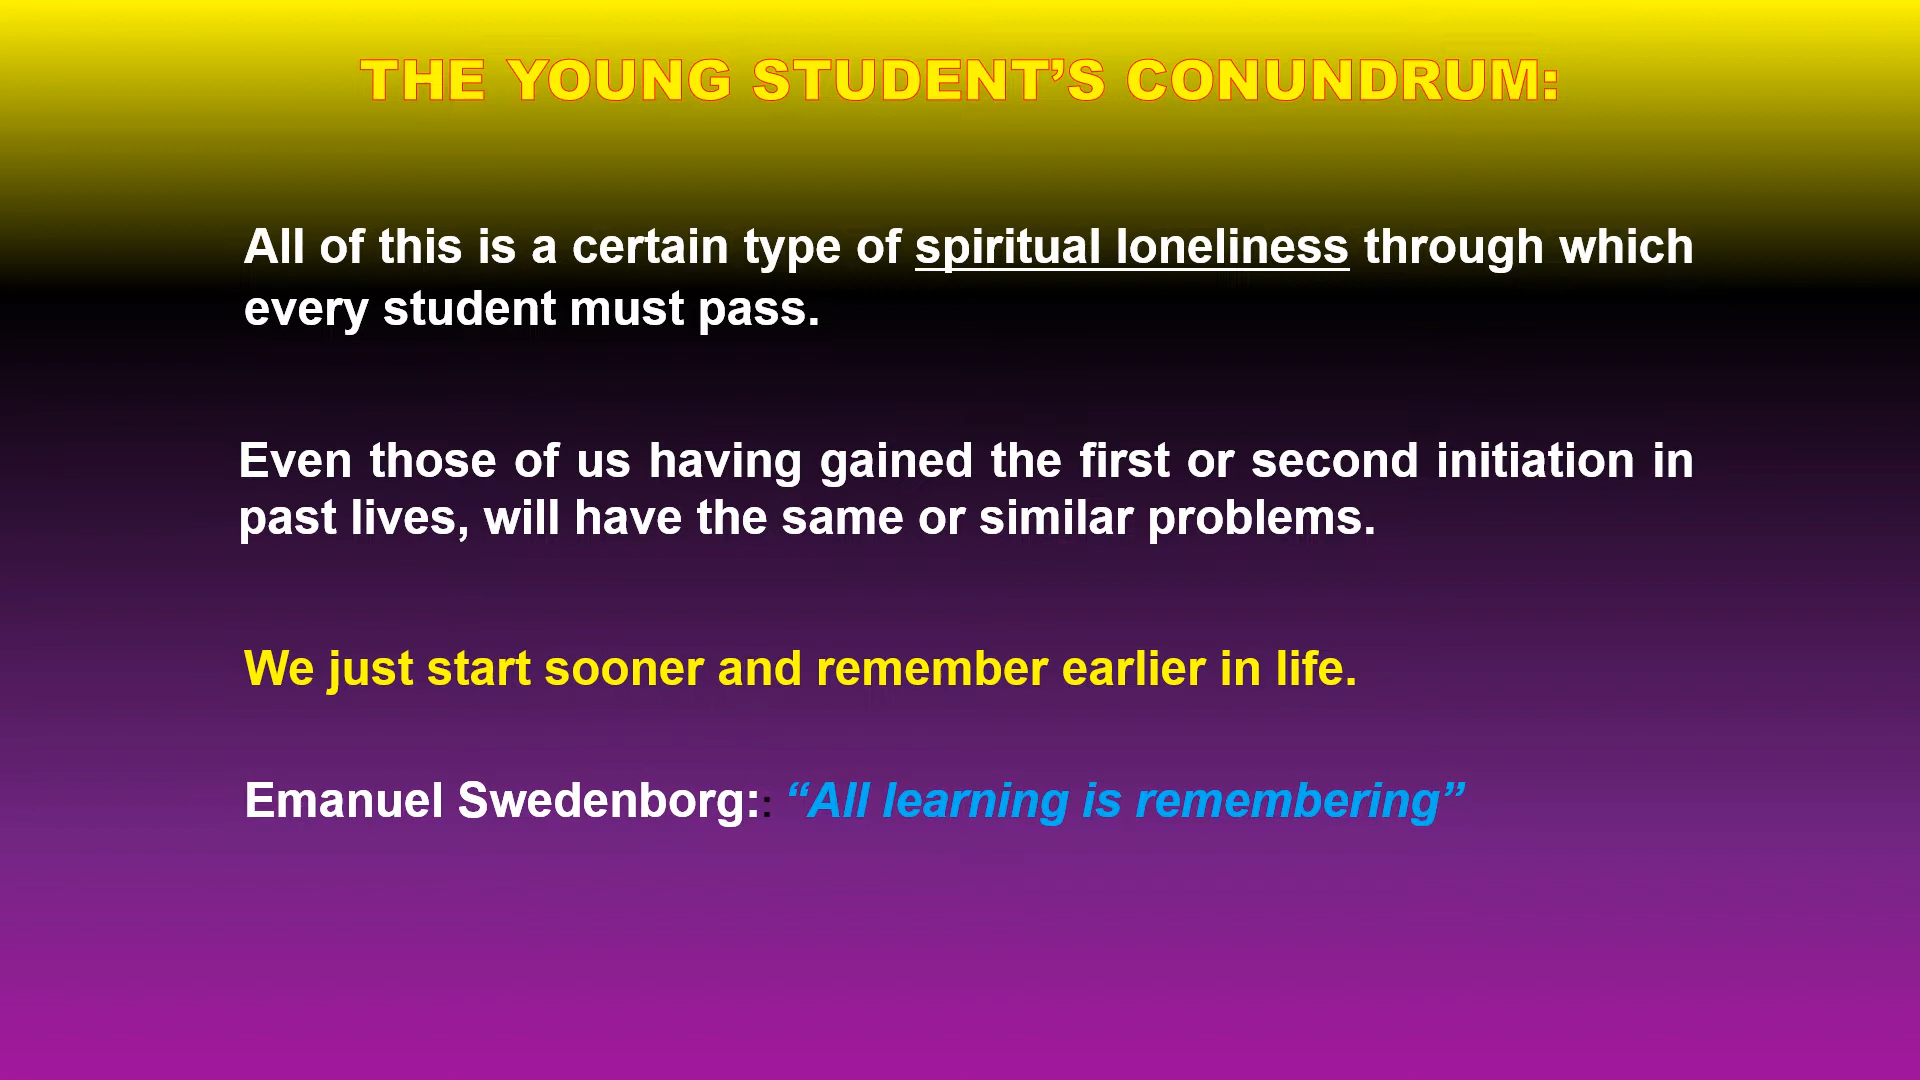 THE YOUNG STUDENT’S CONUNDRUM:
All of this is a certain type of spiritual loneliness through which
every student must pass.
Even those of us having gained the first or second initiation in
past lives, will have the same or similar problems.
We just start sooner and remember earlier in life.
Emanuel Swedenborg:: “All learning is remembering”